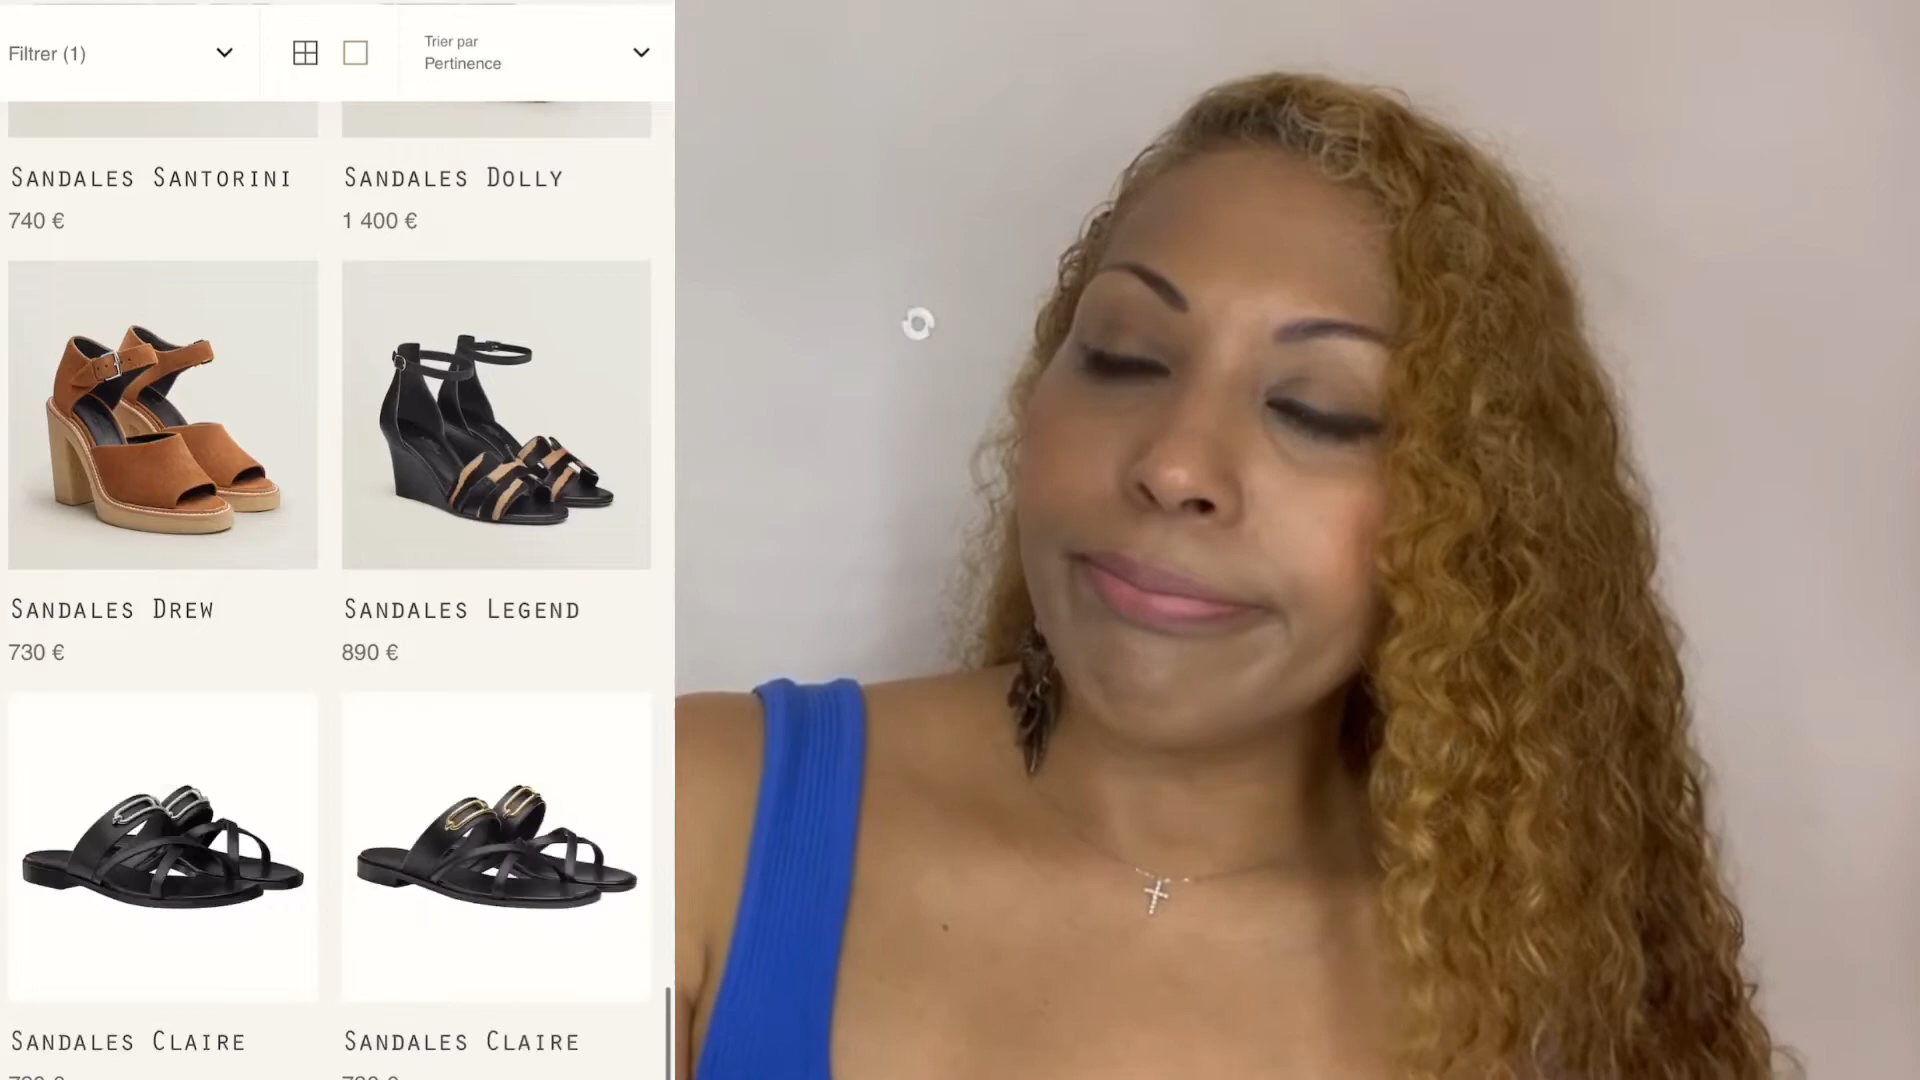 Filtrer (1)
Trier par
Pertinence
SANDALES SANTORINI
740 €
SANDALES DOLLY
1 400 €
SANDALES DREW
730 €
SANDALES LEGEND
890 €
SANDALES CLAIRE
SANDALES CLAIRE